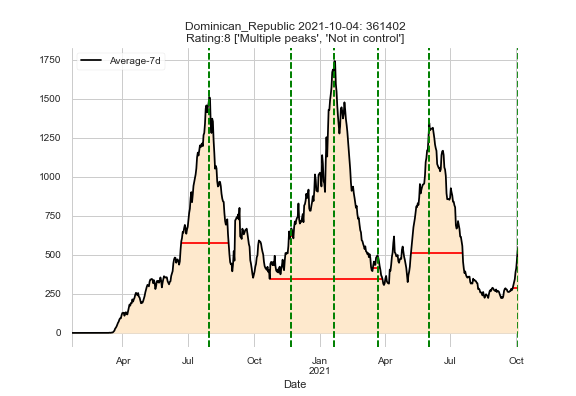 Dominican_Republic 2021-10-04: 361402
Rating:8 ['Multiple peaks', 'Not in control']
Average-7d
1750
1500
1250
1000
750
500
250
0
Apr
Jul
Oct
Jan
2021
Apr
Jul
Oct
Date